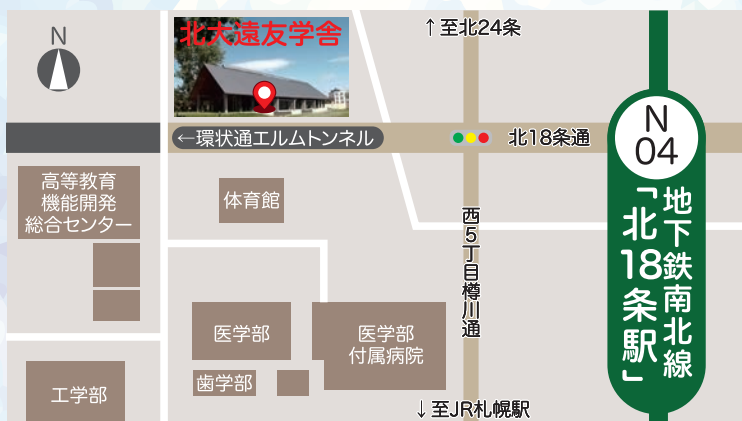 N
北大遠友学舎
↑至北24条
←環状通エルムトンネル
北18条通
N
04
地下鉄南北線
「北18条駅」
高等教育
機能開発
総合センター
体育館
西5丁目樽川通
医学部
医学部
付属病院
歯学部
工学部
↓至JR札幌駅